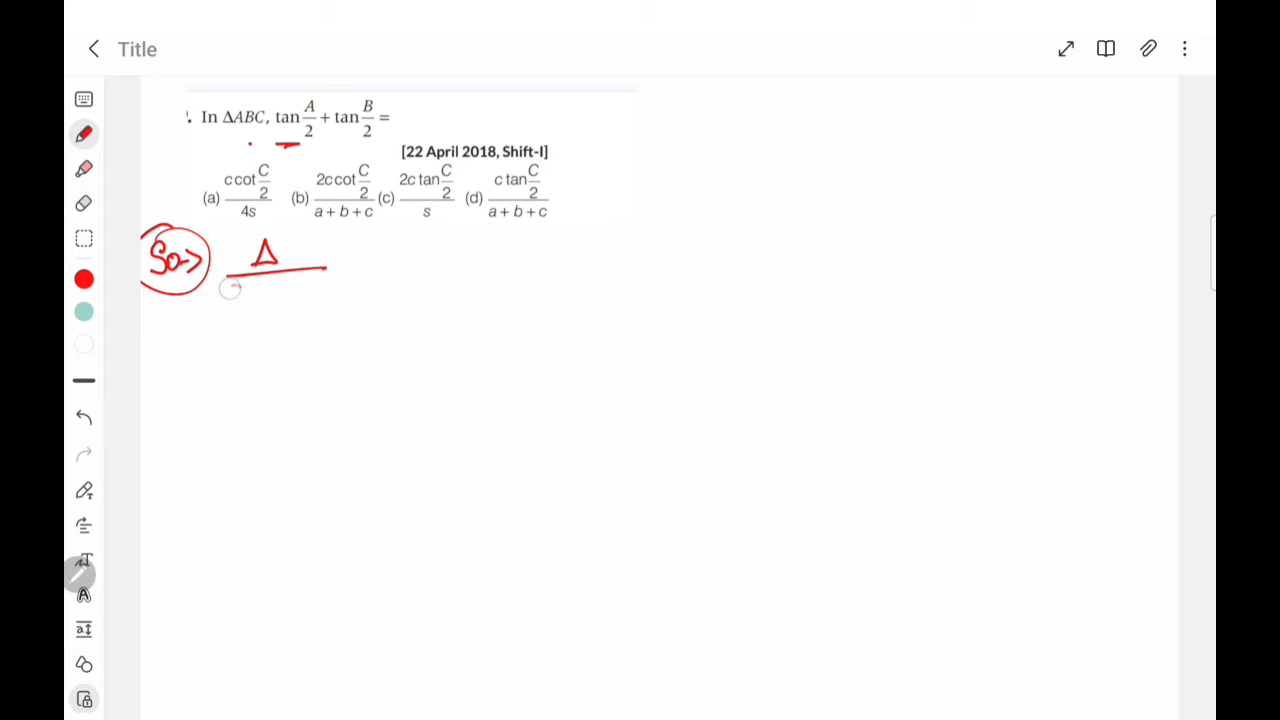 Title
. In ΔABC, tan A/2 + tan B/2 =
[22 April 2018, Shift-I]
(a) c cot C/2 / 4s (b) 2c cot C/2 / a + b + c (c) 2c tan C/2 / s (d) c tan C/2 / a + b + c
Δ